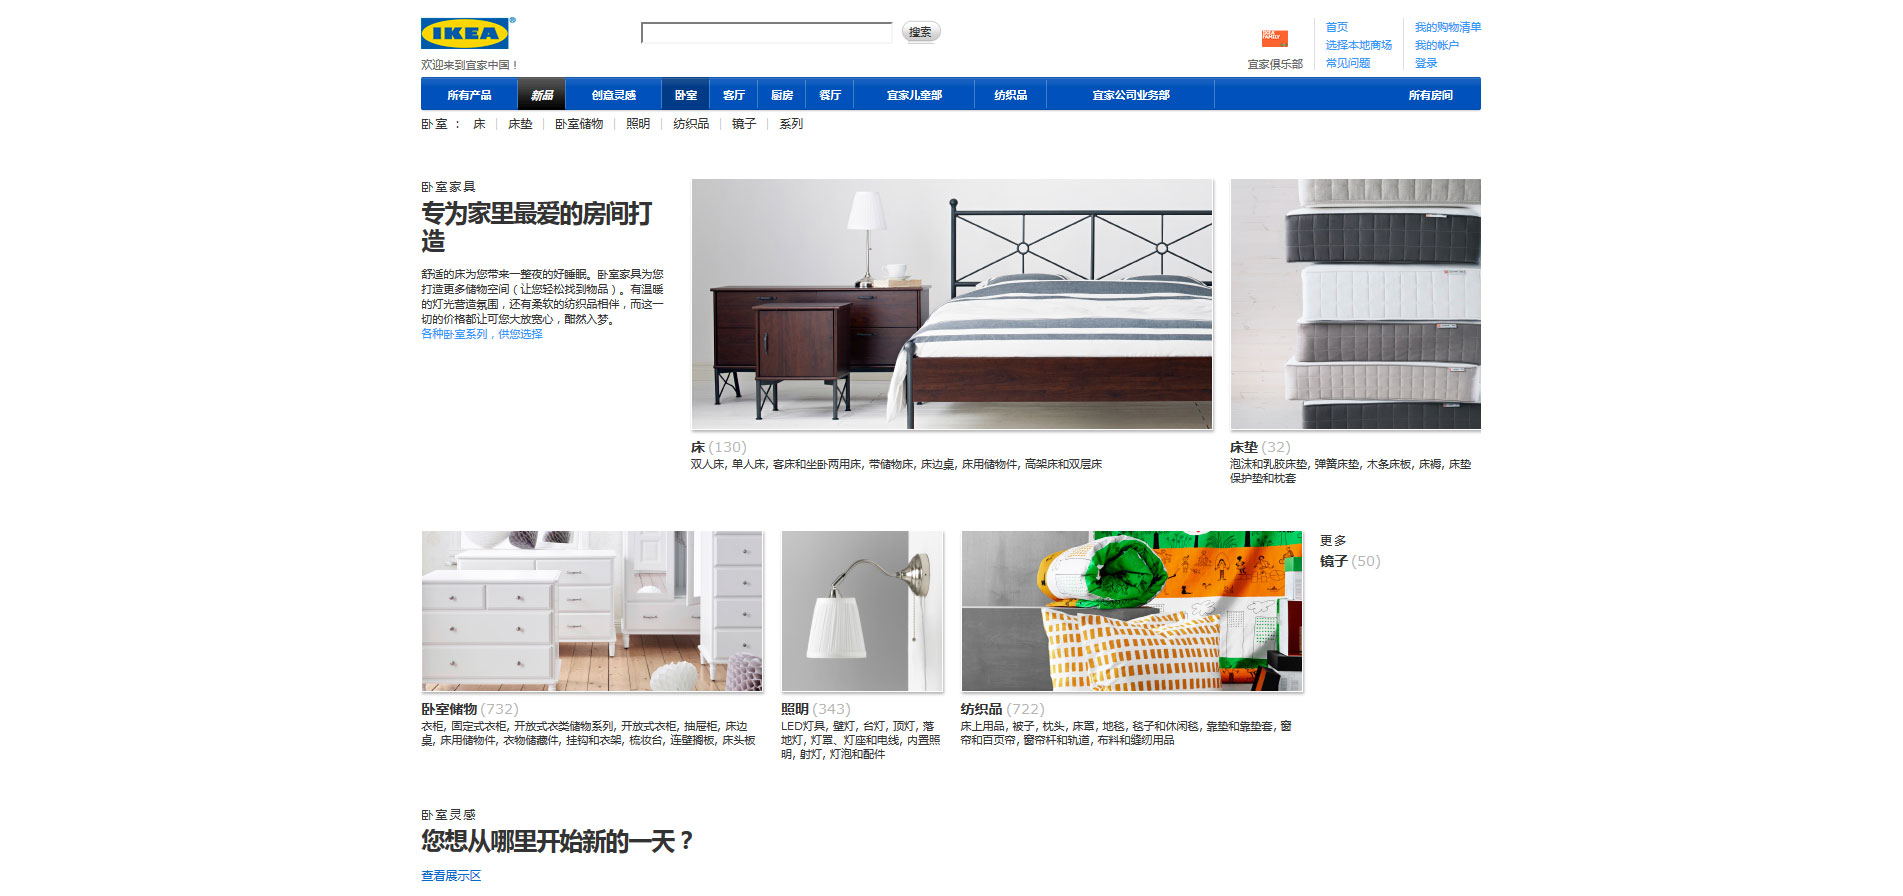 IKEA®
搜索
IKEA FAMILY
首页
我的购物清单
选择本地商场
我的帐户
欢迎来到宜家中国！
宜家俱乐部
常见问题
登录
所有产品
新品
创意灵感
卧室
客厅
厨房
餐厅
宜家儿童部
纺织品
宜家公司业务部
所有房间
卧室 ： 床 | 床垫 | 卧室储物 | 照明 | 纺织品 | 镜子 | 系列
卧室家具
专为家里最爱的房间打
造
舒适的床为您带来一整夜的好睡眠。卧室家具为您
打造更多储物空间（让您轻松找到物品）。有温暖
的灯光营造氛围，还有柔软的纺织品相伴，而这一
切的价格都让可您大放宽心，酣然入梦。
各种卧室系列，供您选择
床 (130)
双人床, 单人床, 客床和坐卧两用床, 带储物床, 床边桌, 床用储物件, 高架床和双层床
床垫 (32)
泡沫和乳胶床垫, 弹簧床垫, 木条床板, 床褥, 床垫
保护垫和枕套
更多
镜子 (50)
卧室储物 (732)
衣柜, 固定式衣柜, 开放式衣类储物系列, 开放式衣柜, 抽屉柜, 床边
桌, 床用储物件, 衣物储藏件, 挂钩和衣架, 梳妆台, 连壁搁板, 床头板
照明 (343)
LED灯具, 壁灯, 台灯, 顶灯, 落
地灯, 灯罩、灯座和电线, 内置照
明, 射灯, 灯泡和配件
纺织品 (722)
床上用品, 被子, 枕头, 床罩, 地毯, 毯子和休闲毯, 靠垫和靠垫套, 窗
帘和百页帘, 窗帘杆和轨道, 布料和缝纫用品
卧室灵感
您想从哪里开始新的一天？
查看展示区